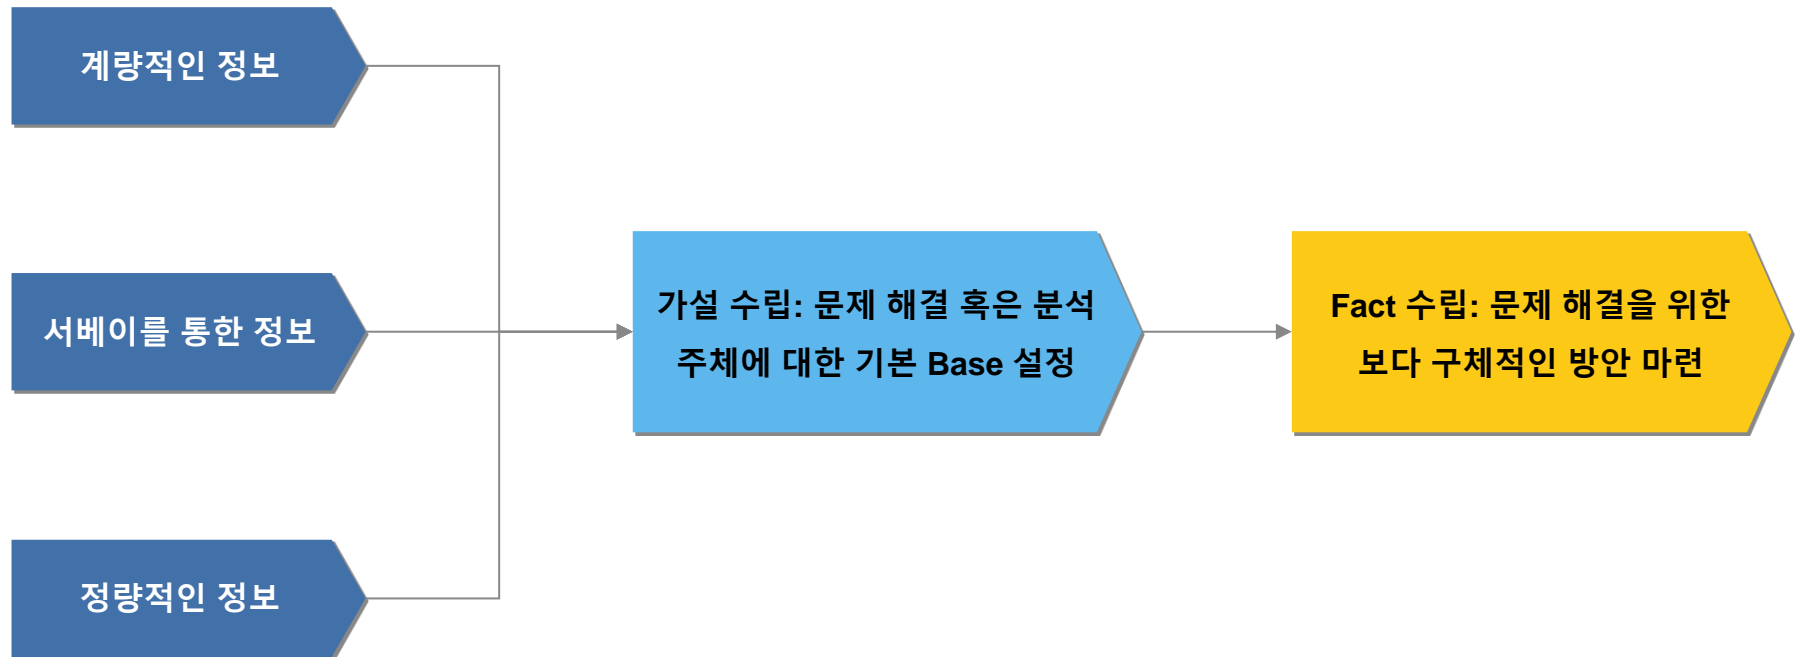 계량적인 정보
서베이를 통한 정보
정량적인 정보
가설 수립: 문제 해결 혹은 분석
주체에 대한 기본 Base 설정
Fact 수립: 문제 해결을 위한
보다 구체적인 방안 마련